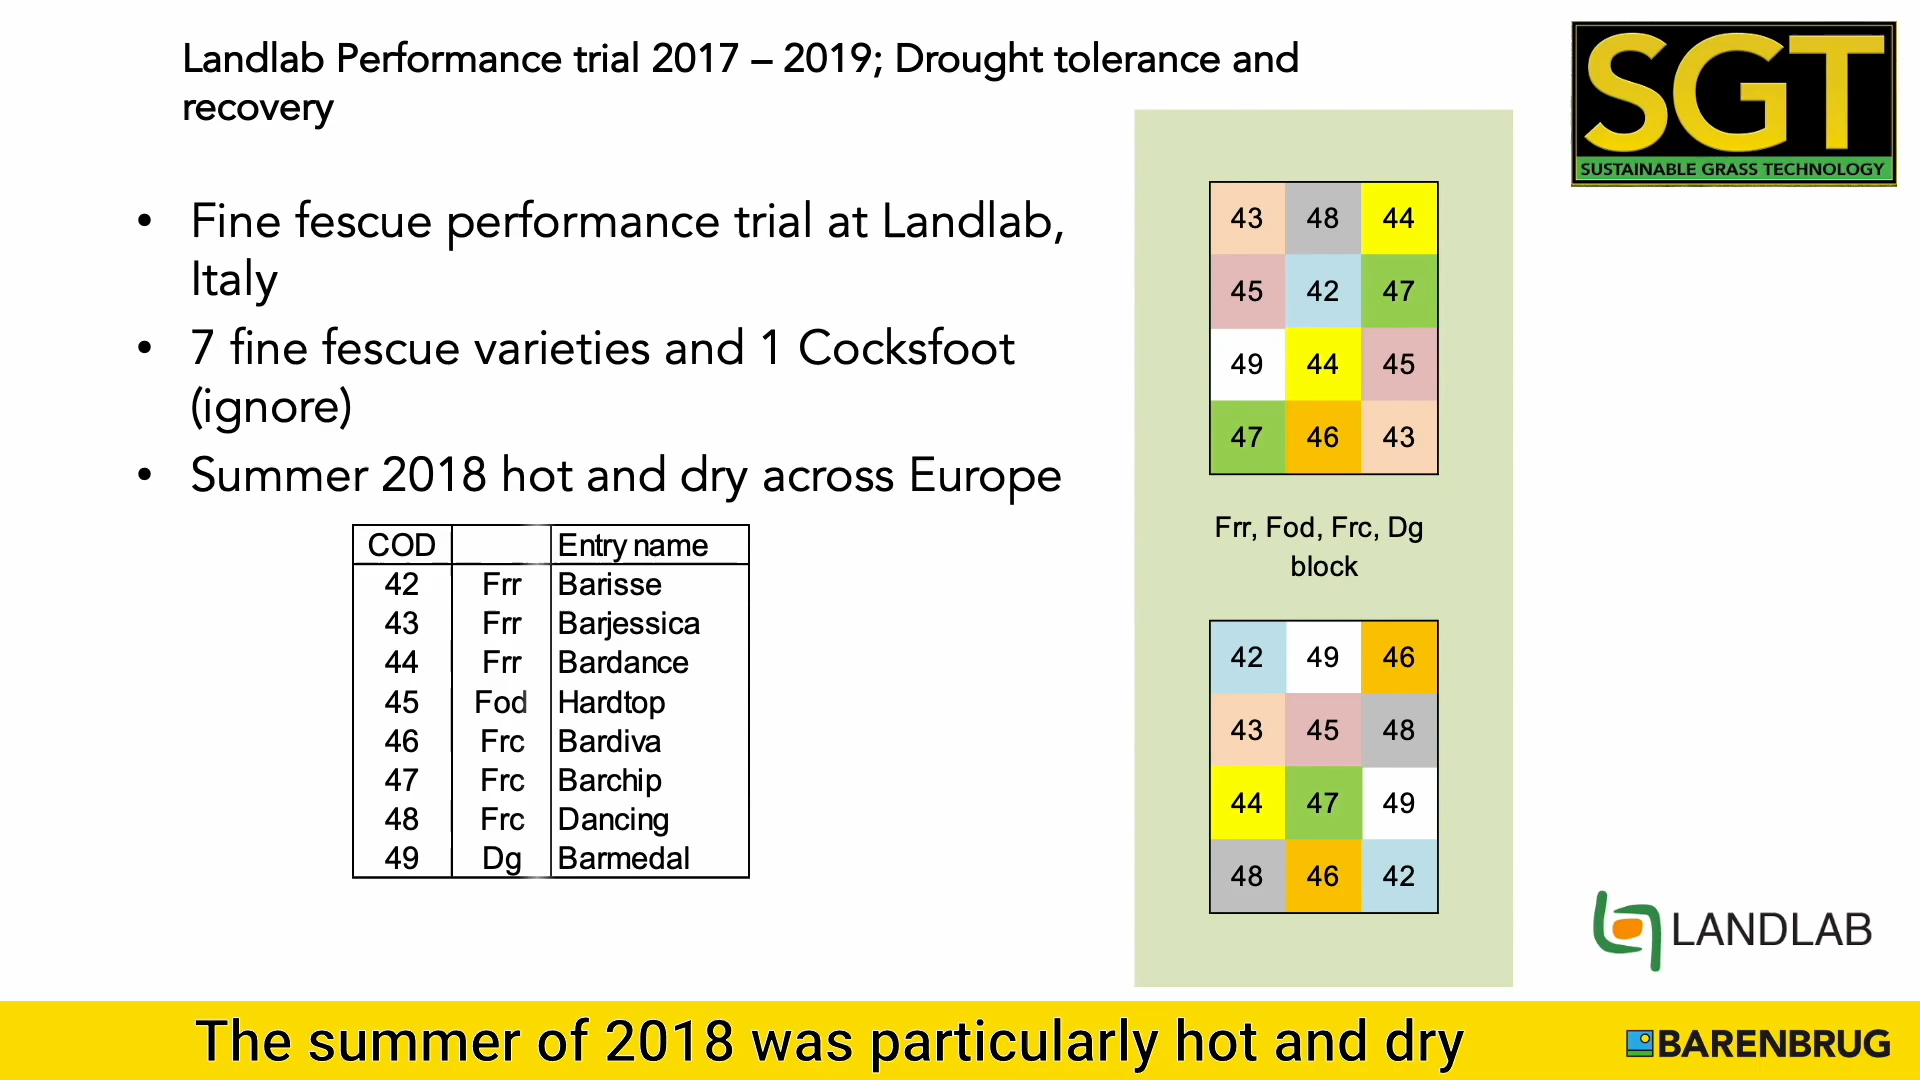 Landlab Performance trial 2017 – 2019; Drought tolerance and
recovery
SGT
SUSTAINABLE GRASS TECHNOLOGY
• Fine fescue performance trial at Landlab,
Italy
• 7 fine fescue varieties and 1 Cocksfoot
(ignore)
• Summer 2018 hot and dry across Europe
COD Entry name
42 Frr Barisse
43 Frr Barjessica
44 Frr Bardance
45 Fod Hardtop
46 Frc Bardiva
47 Frc Barchip
48 Frc Dancing
49 Dg Barmedal
43 48 44
45 42 47
49 44 45
47 46 43
Frr, Fod, Frc, Dg
block
42 49 46
43 45 48
44 47 49
48 46 42
LANDLAB
The summer of 2018 was particularly hot and dry
BARENBRUG